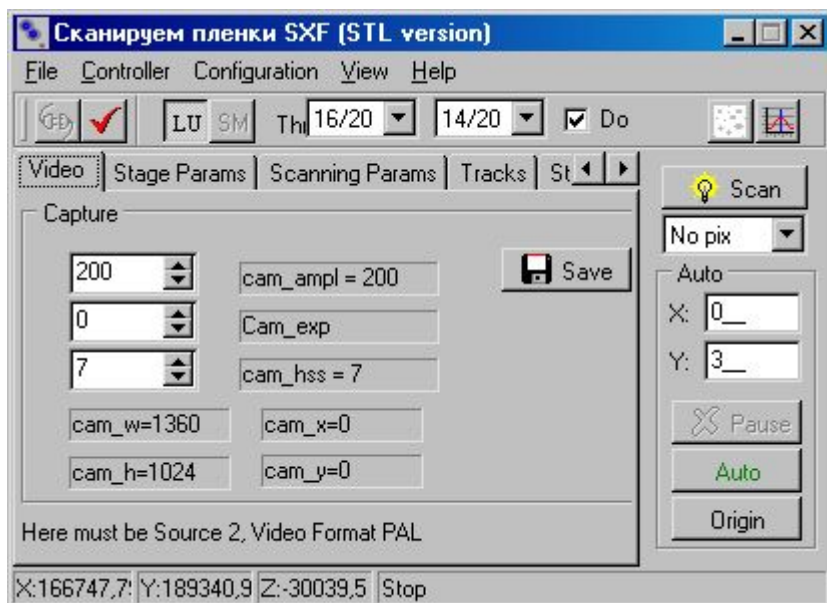 Сканируем пленки SXF (STL version)
File Controller Configuration View Help
LU SM 16/20 14/20 Do
Video Stage Params Scanning Params Tracks
Scan
Capture
No pix
200 cam_ampl = 200 Save
Auto
0 Cam_exp
X: 0__
7 cam_hss = 7
Y: 3__
cam_w=1360 cam_x=0
Pause
cam_h=1024 cam_y=0
Auto
Origin
Here must be Source 2, Video Format PAL
X:166747,7 Y:189340,9 Z:-30039,5 Stop